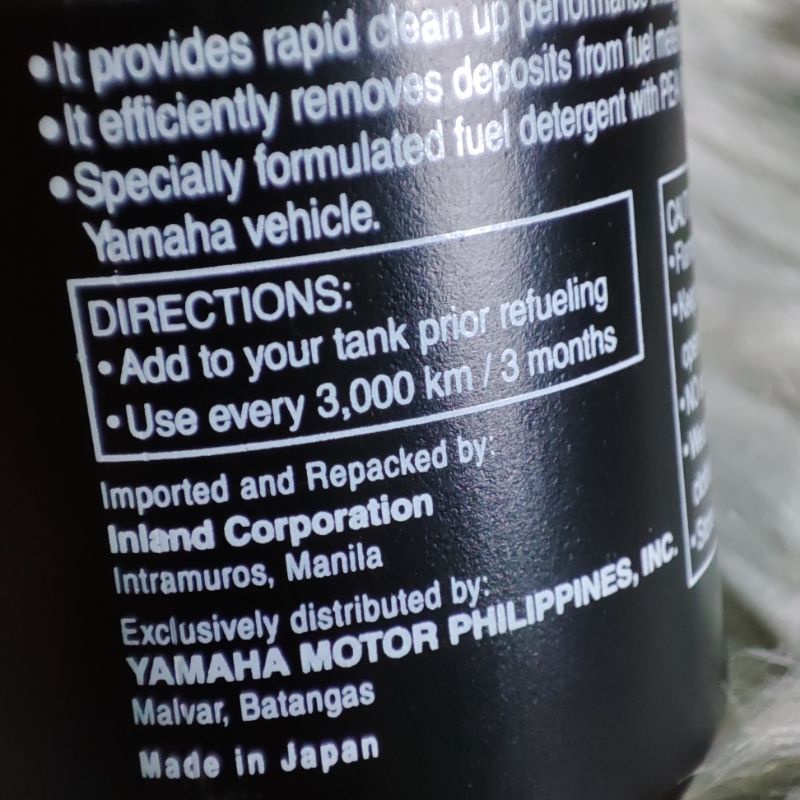 •It provides rapid clean up performance
•It efficiently removes deposits from fuel
•Specially formulated fuel detergent with
Yamaha vehicle.
DIRECTIONS:
•Add to your tank prior refueling
•Use every 3,000 km / 3 months
Imported and Repacked by:
Inland Corporation
Intramuros, Manila
Exclusively distributed by:
YAMAHA MOTOR PHILIPPINES, INC.
Malvar, Batangas
Made in Japan